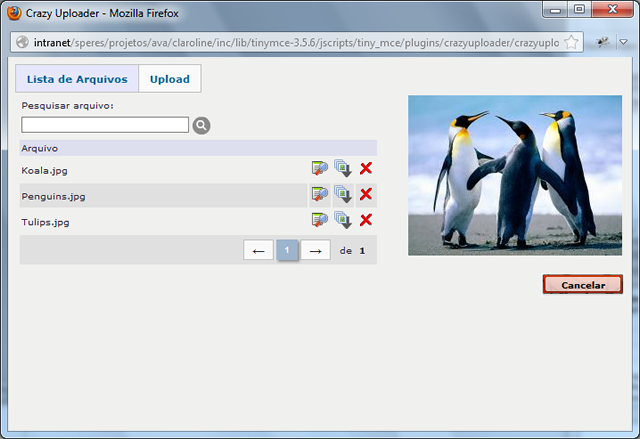 Crazy Uploader - Mozilla Firefox
intranet/speres/projetos/ava/claroline/inc/lib/tinymce-3.5.6/jscripts/tiny_mce/plugins/crazyuploader/crazyuplo
Lista de Arquivos Upload
Pesquisar arquivo:
Arquivo
Koala.jpg
Penguins.jpg
Tulips.jpg
← 1 → de 1
Cancelar